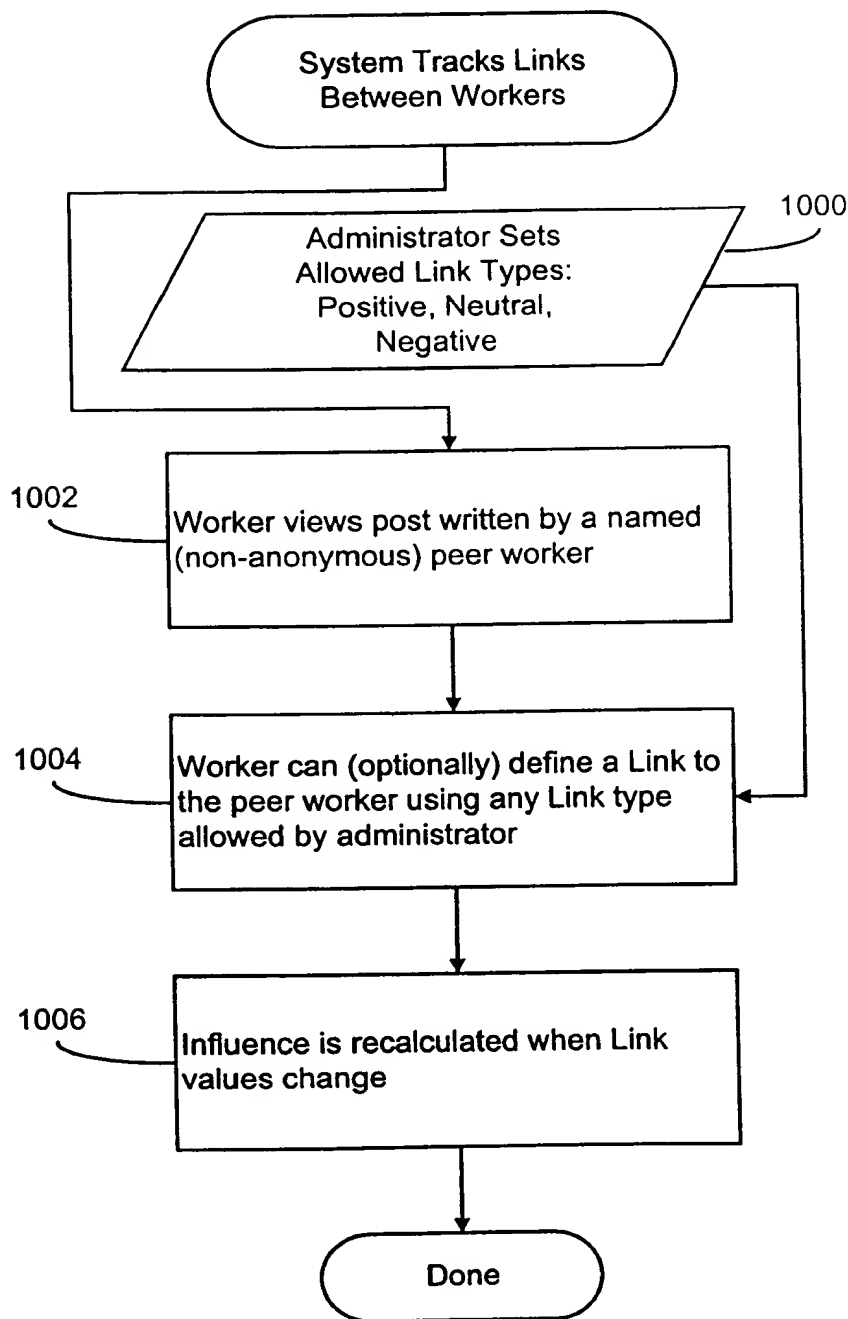 System Tracks Links
Between Workers
1000
Administrator Sets
Allowed Link Types:
Positive, Neutral,
Negative
1002
Worker views post written by a named
(non-anonymous) peer worker
1004
Worker can (optionally) define a Link to
the peer worker using any Link type
allowed by administrator
1006
Influence is recalculated when Link
values change
Done